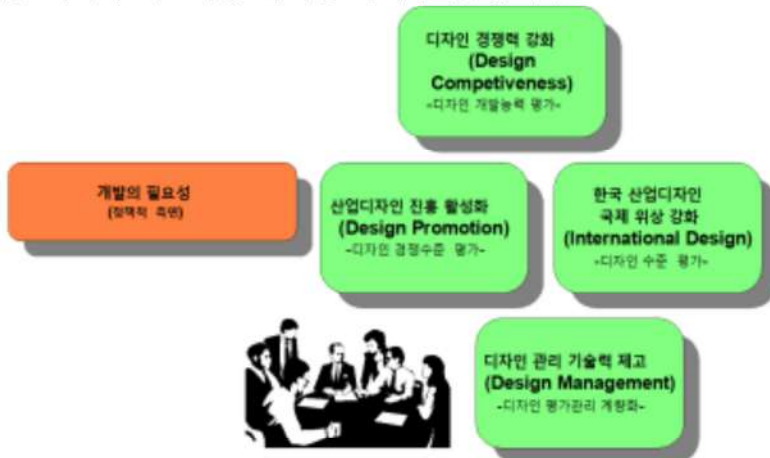 디자인 경쟁력 강화
(Design
Competiveness)
-디자인 개발능력 평가-
개발의 필요성
(정책적 측면)
산업디자인 진흥 활성화
(Design Promotion)
-디자인 경쟁수준 평가-
한국 산업디자인
국제 위상 강화
(International Design)
-디자인 수준 평가-
디자인 관리 기술력 제고
(Design Management)
-디자인 평가관리 계량화-